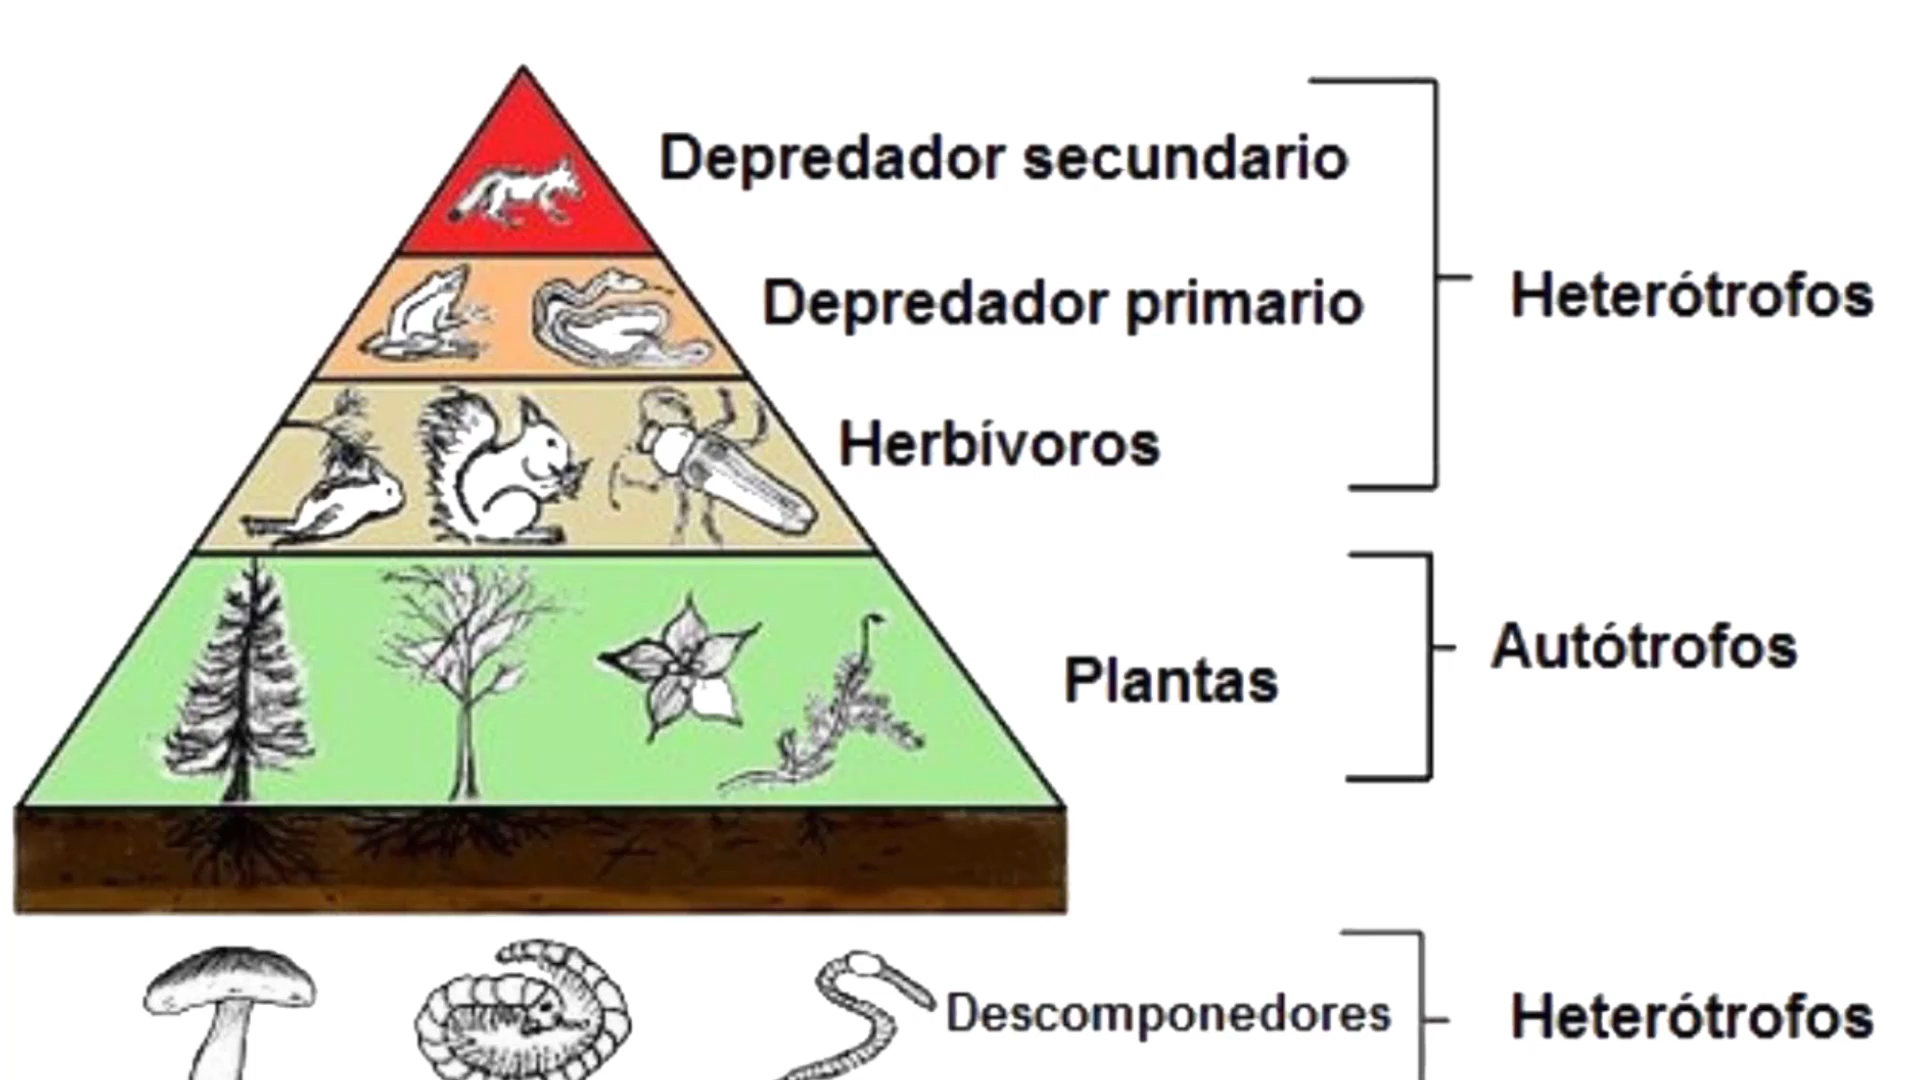 Depredador secundario
Depredador primario
Heterótrofos
Herbívoros
Plantas
Autótrofos
Descomponedores
Heterótrofos